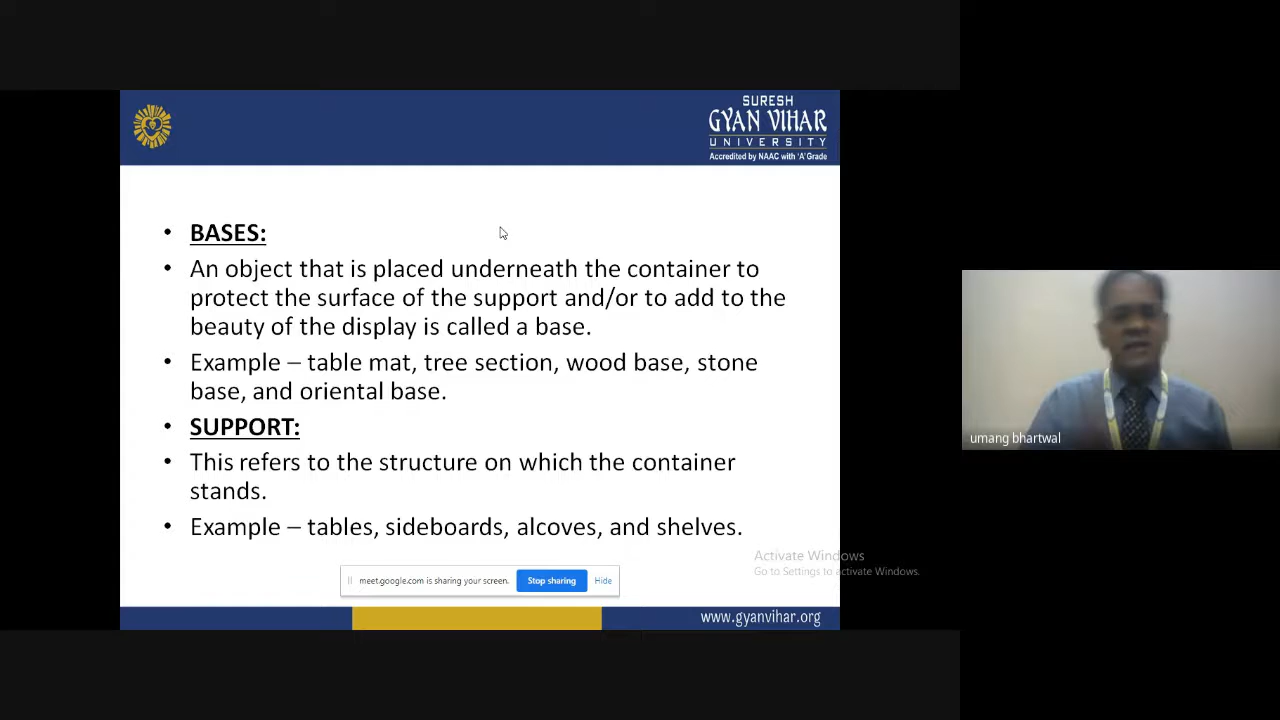 SURESH
GYAN VIHAR
UNIVERSITY
Accredited by NAAC with 'A' Grade
• BASES:
• An object that is placed underneath the container to
protect the surface of the support and/or to add to the
beauty of the display is called a base.
• Example – table mat, tree section, wood base, stone
base, and oriental base.
• SUPPORT:
• This refers to the structure on which the container
stands.
• Example – tables, sideboards, alcoves, and shelves.
umang bhartwal
Activate Windows
Go to Settings to activate Windows.
meet.google.com is sharing your screen. Stop sharing Hide
www.gyanvihar.org